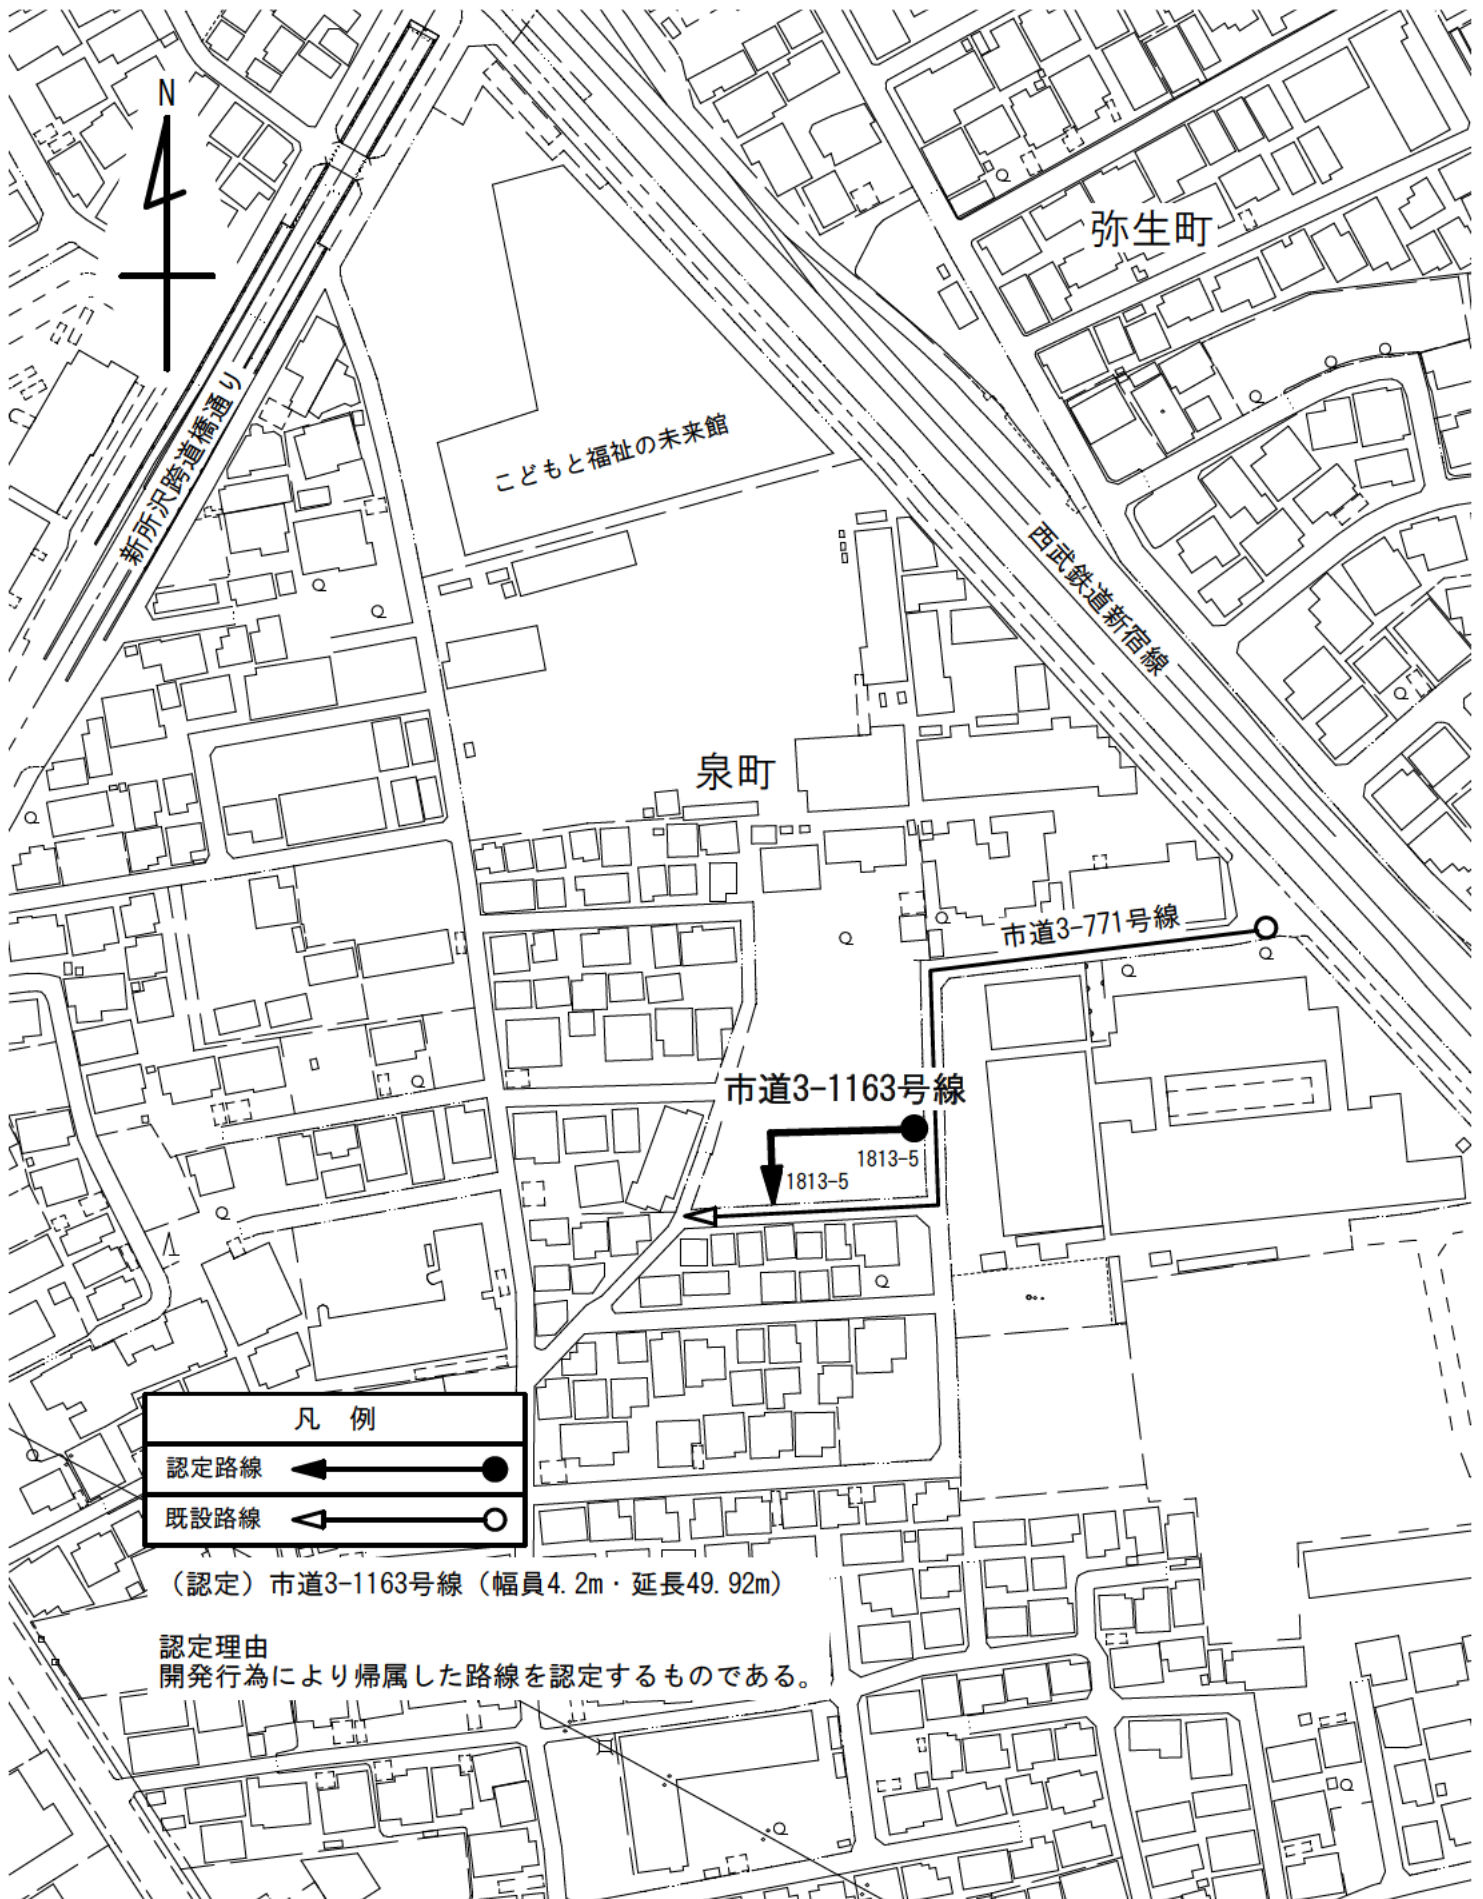 N
弥生町
新所沢跨道橋通り
こどもと福祉の未来館
西武鉄道新宿線
泉町
市道3-771号線
市道3-1163号線
1813-5
1813-5
凡 例
認定路線
既設路線
（認定）市道3-1163号線（幅員4.2m・延長49.92m）
認定理由
開発行為により帰属した路線を認定するものである。